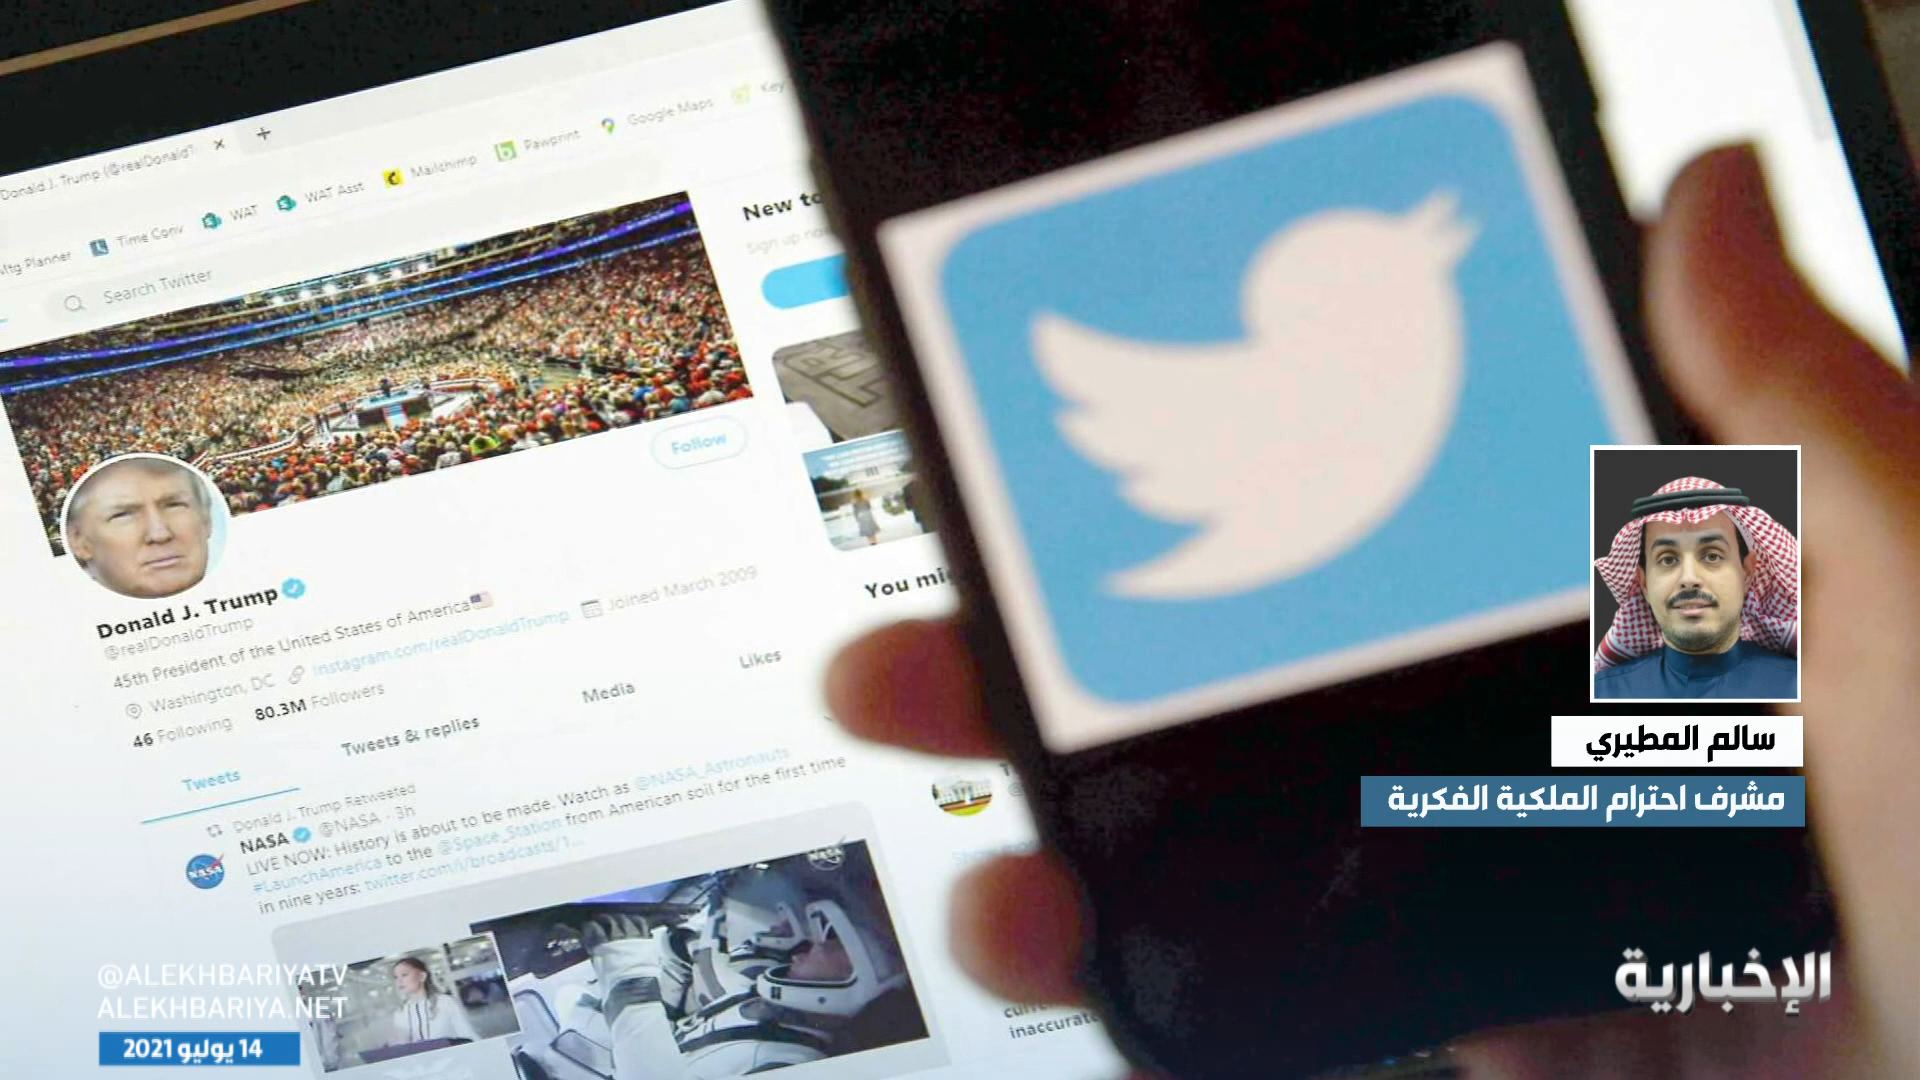 Donald J. Trump (@realDonaldT
Mtg Planner
Time Conv
WAT
WAT Asst
Mailchimp
Pawprint
Google Maps
Key
Search Twitter
New to
Sign up no
Follow
Donald J. Trump
@realDonaldTrump
45th President of the United States of America
Washington, DC
Instagram.com/realDonaldTrump
Joined March 2009
46 Following
80.3M Followers
Tweets
Tweets & replies
Media
Likes
You mi
Donald J. Trump Retweeted
NASA @NASA · 3h
LIVE NOW: History is about to be made. Watch as @NASA_Astronauts
#LaunchAmerica to the @Space_Station from American soil for the first time
in nine years: twitter.com/i/broadcasts/1...
NASA
inaccurate
سالم المطيري
مشرف احترام الملكية الفكرية
الإخبارية
@ALEKHBARIYATV
ALEKHBARIYA.NET
14 يوليو 2021